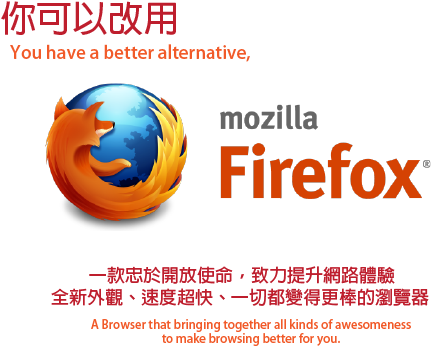 你可以改用
You have a better alternative,
mozilla
Firefox®
一款忠於開放使命，致力提升網路體驗
全新外觀、速度超快、一切都變得更棒的瀏覽器
A Browser that bringing together all kinds of awesomeness
to make browsing better for you.